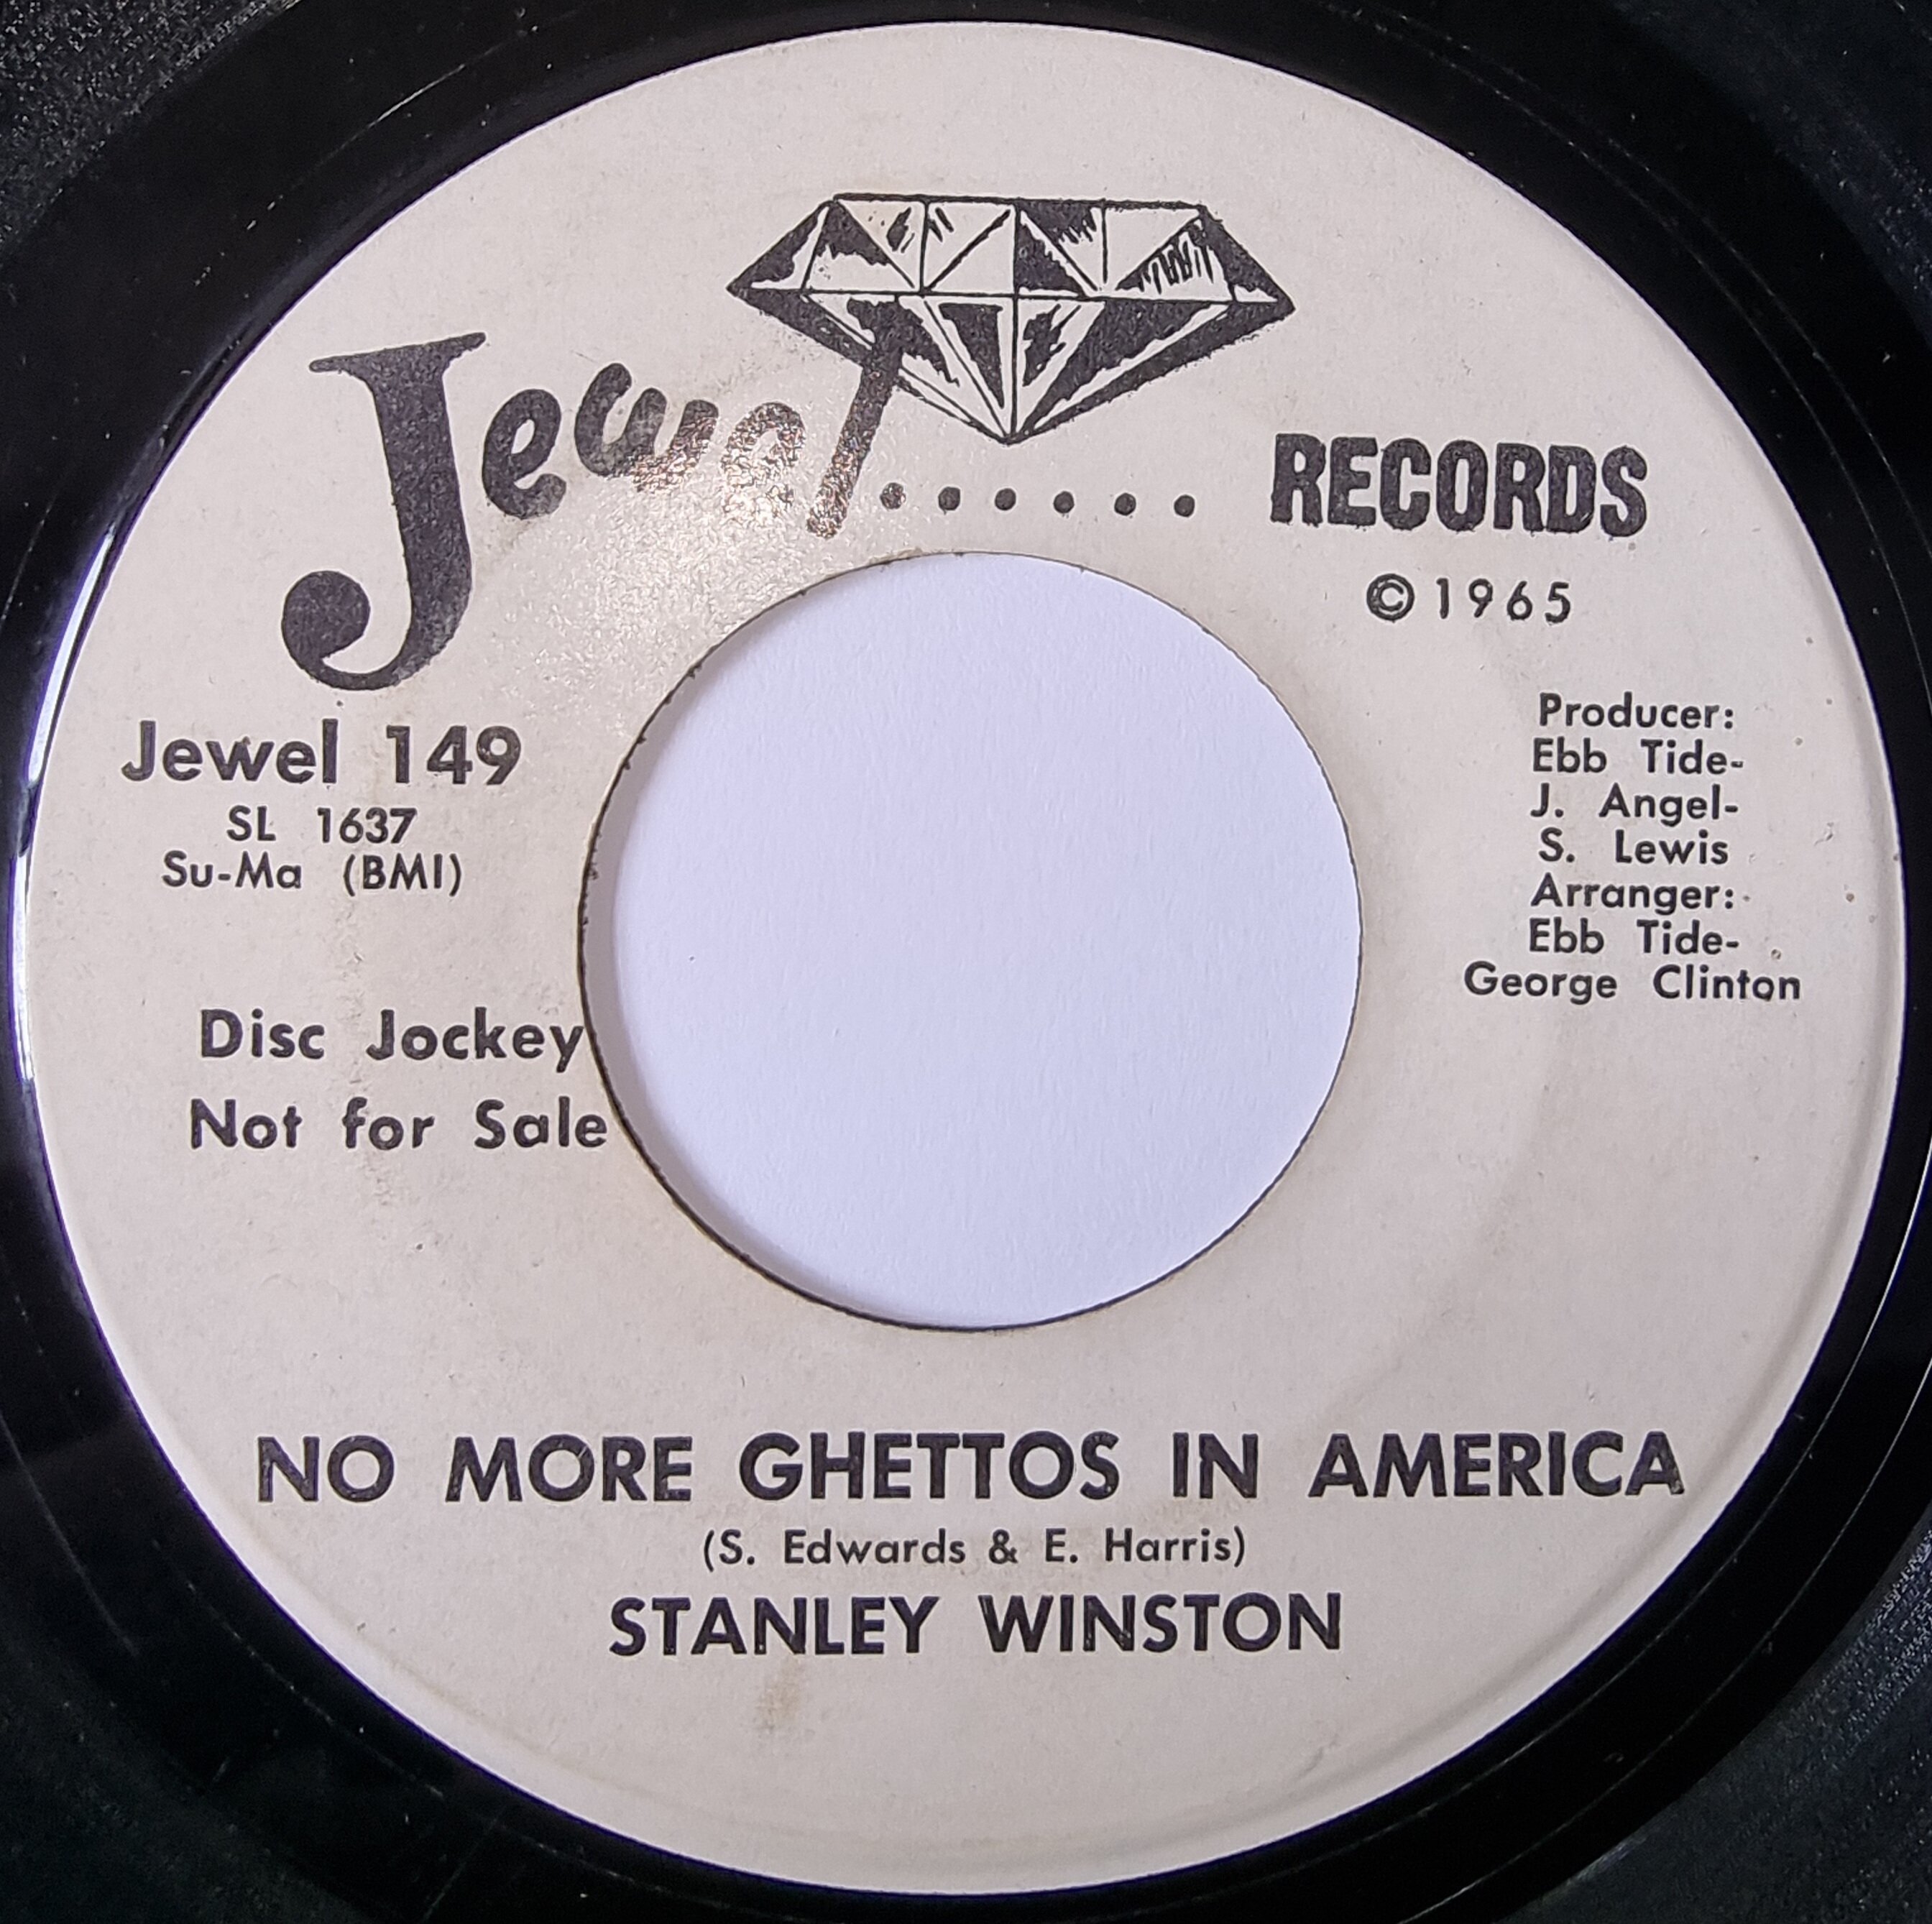 Jewel...... RECORDS
©1965
Jewel 149
SL 1637
Su-Ma (BMI)
Disc Jockey
Not for Sale
Producer:
Ebb Tide-
J. Angel-
S. Lewis
Arranger:
Ebb Tide-
George Clinton
NO MORE GHETTOS IN AMERICA
(S. Edwards & E. Harris)
STANLEY WINSTON